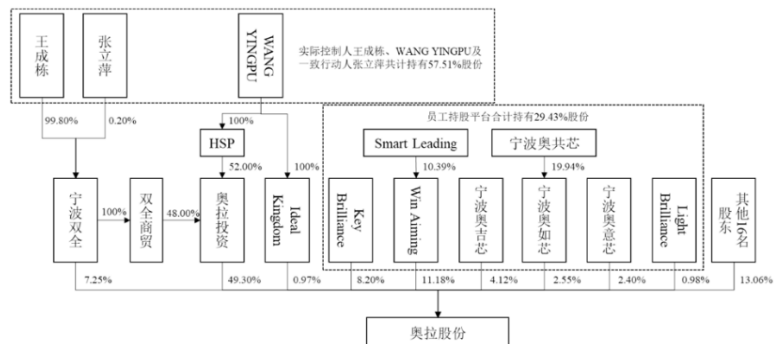 王成栋
张立萍
WANG YINGPU
实际控制人王成栋、WANG YINGPU及
一致行动人张立萍共计持有57.51%股份
员工持股平台合计持有29.43%股份
99.80%
0.20%
100%
HSP
100%
52.00%
Smart Leading
宁波奥共芯
10.39%
19.94%
宁波双全
100%
双全商贸
48.00%
奥拉投资
Ideal Kingdom
Key Brilliance
Win Aiming
宁波奥吉芯
宁波奥如芯
宁波奥意芯
Light Brilliance
其他16名股东
7.25%
49.30%
0.97%
8.20%
11.18%
4.12%
2.55%
2.40%
0.98%
13.06%
奥拉股份